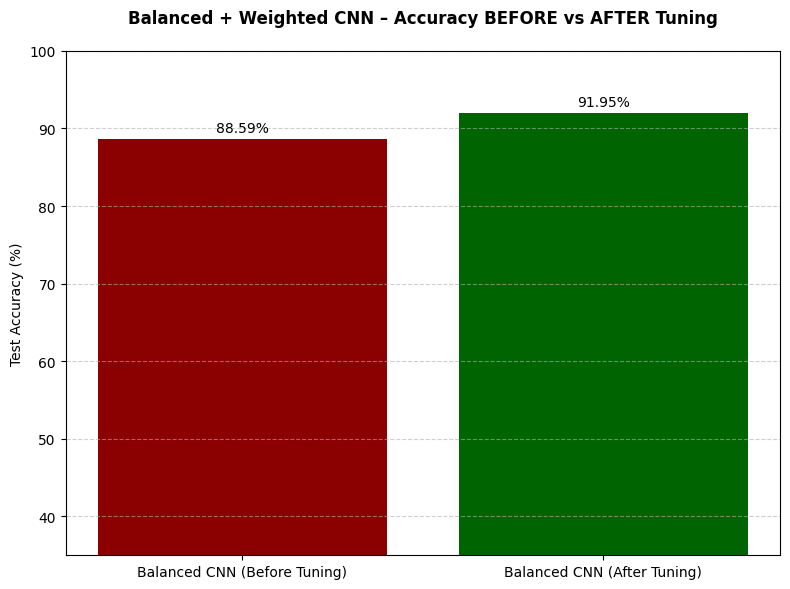 Balanced + Weighted CNN – Accuracy BEFORE vs AFTER Tuning
Test Accuracy (%)
100
90
80
70
60
50
40
88.59%
91.95%
Balanced CNN (Before Tuning)
Balanced CNN (After Tuning)